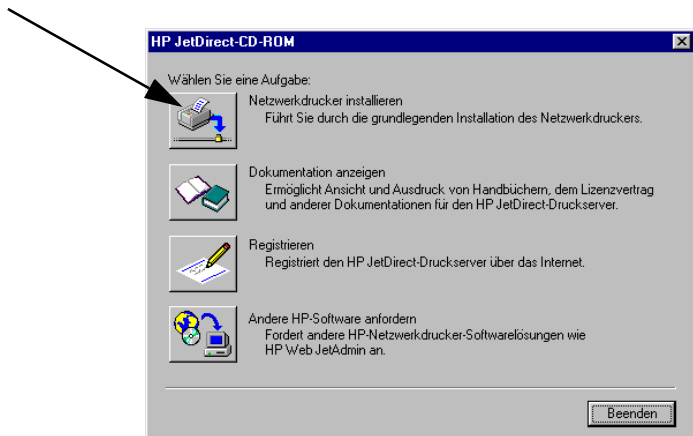 HP JetDirect-CD-ROM
Wählen Sie eine Aufgabe:
Netzwerkdrucker installieren
Führt Sie durch die grundlegenden Installation des Netzwerkdruckers.
Dokumentation anzeigen
Ermöglicht Ansicht und Ausdruck von Handbüchern, dem Lizenzvertrag
und anderer Dokumentationen für den HP JetDirect-Druckserver.
Registrieren
Registriert den HP JetDirect-Druckserver über das Internet.
Andere HP-Software anfordern
Fordert andere HP-Netzwerkdrucker-Softwarelösungen wie
HP Web JetAdmin an.
Beenden